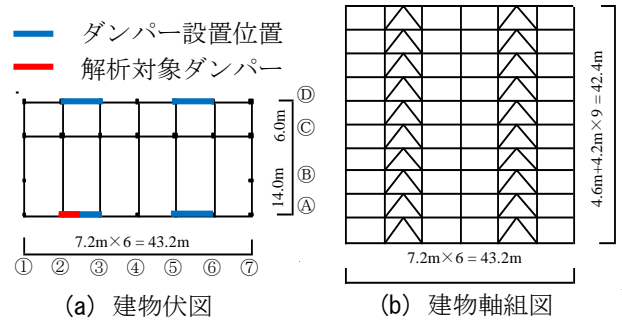 ダンパー設置位置
解析対象ダンパー
Ⓓ
Ⓒ
Ⓑ
Ⓐ
6.0m
14.0m
7.2m×6 = 43.2m
① ② ③ ④ ⑤ ⑥ ⑦
(a) 建物伏図
4.6m+4.2m×9 = 42.4m
7.2m×6 = 43.2m
(b) 建物軸組図